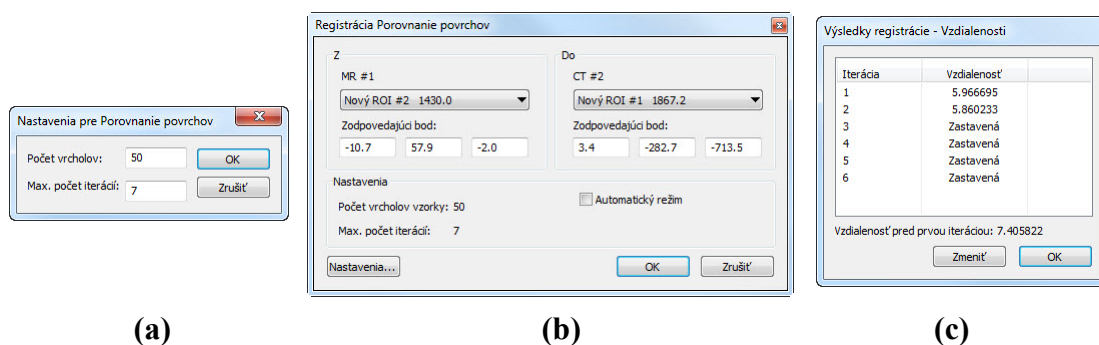 Nastavenia pre Porovnanie povrchov
Počet vrcholov: 50 OK
Max. počet iterácií: 7 Zrušiť
(a)
Registrácia Porovnanie povrchov
Z Do
MR #1 CT #2
Nový ROI #2 1430.0 Nový ROI #1 1867.2
Zodpovedajúci bod: Zodpovedajúci bod:
-10.7 57.9 -2.0 3.4 -282.7 -713.5
Nastavenia
Počet vrcholov vzorky: 50 Automatický režim
Max. počet iterácií: 7
Nastavenia... OK Zrušiť
(b)
Výsledky registrácie - Vzdialenosti
Iterácia Vzdialenosť
1 5.966695
2 5.860233
3 Zastavená
4 Zastavená
5 Zastavená
6 Zastavená
Vzdialenosť pred prvou iteráciou: 7.405822
Zmeniť OK
(c)